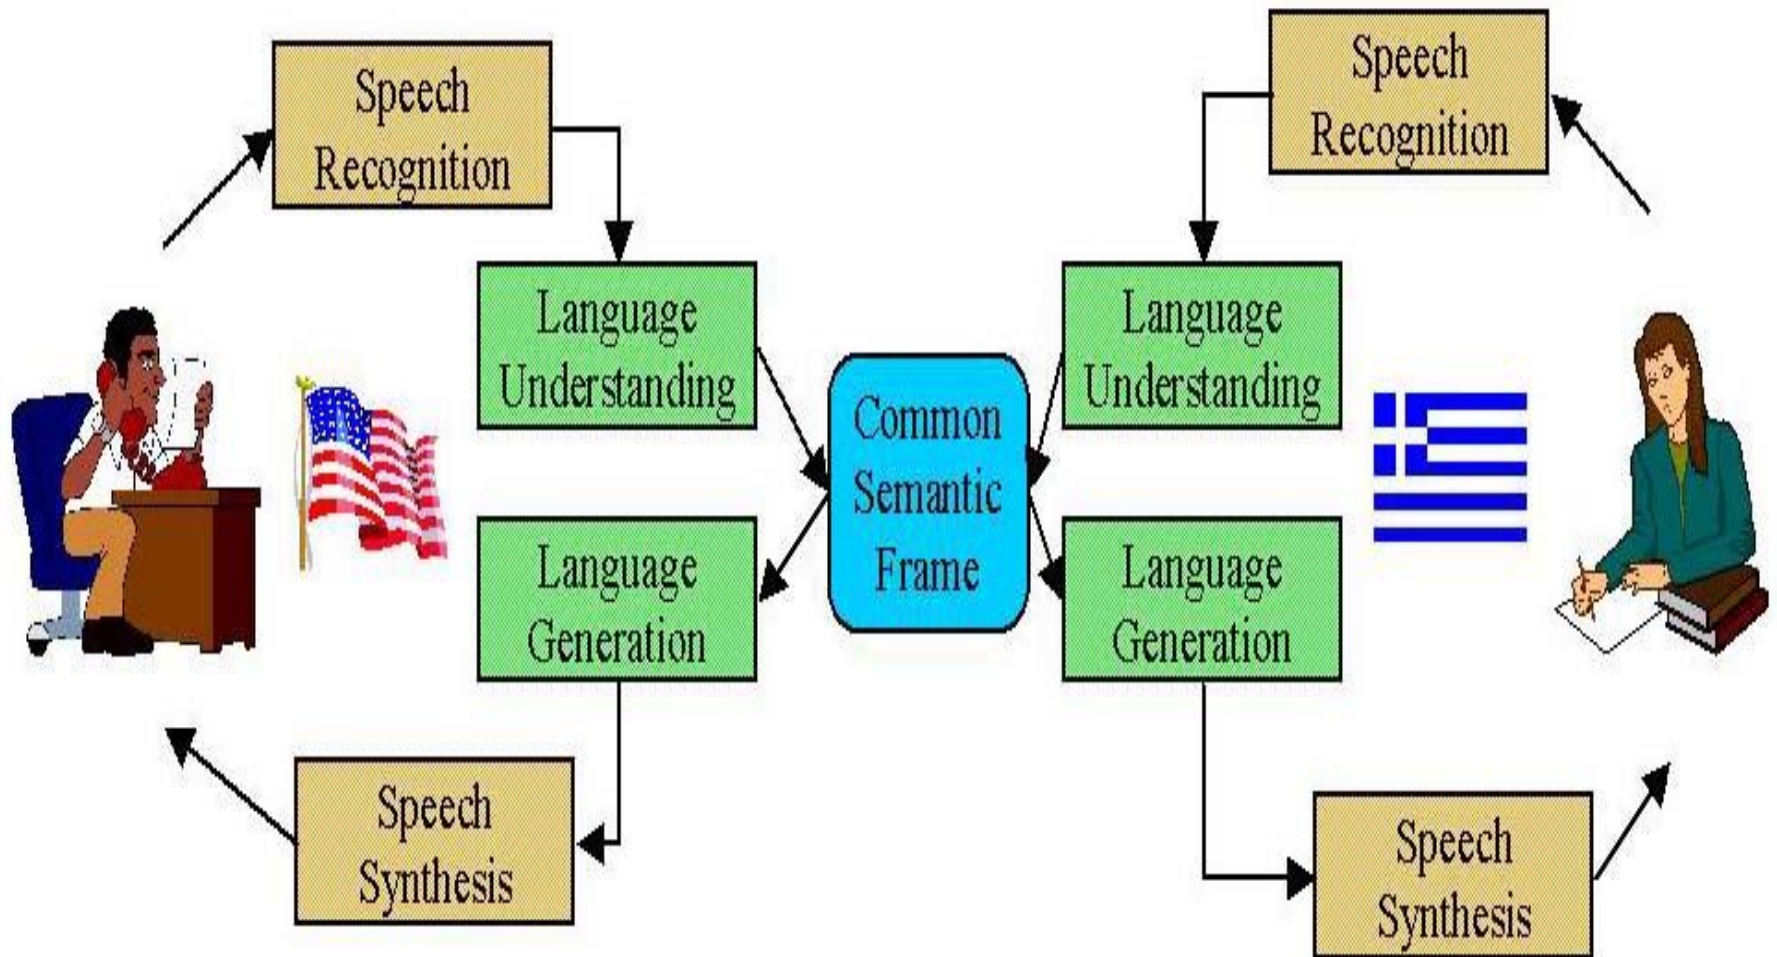 Speech
Recognition
Speech
Recognition
Language
Understanding
Language
Understanding
Common
Semantic
Frame
Language
Generation
Language
Generation
Speech
Synthesis
Speech
Synthesis